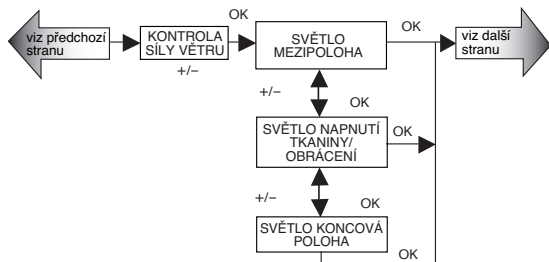 viz předchozí
stranu
KONTROLA
SÍLY VĚTRU
+/–
OK
SVĚTLO
MEZIPOLOHA
OK
viz další
stranu
+/–
OK
SVĚTLO NAPNUTÍ
TKANINY/
OBRÁCENÍ
OK
+/–
OK
SVĚTLO KONCOVÁ
POLOHA
OK